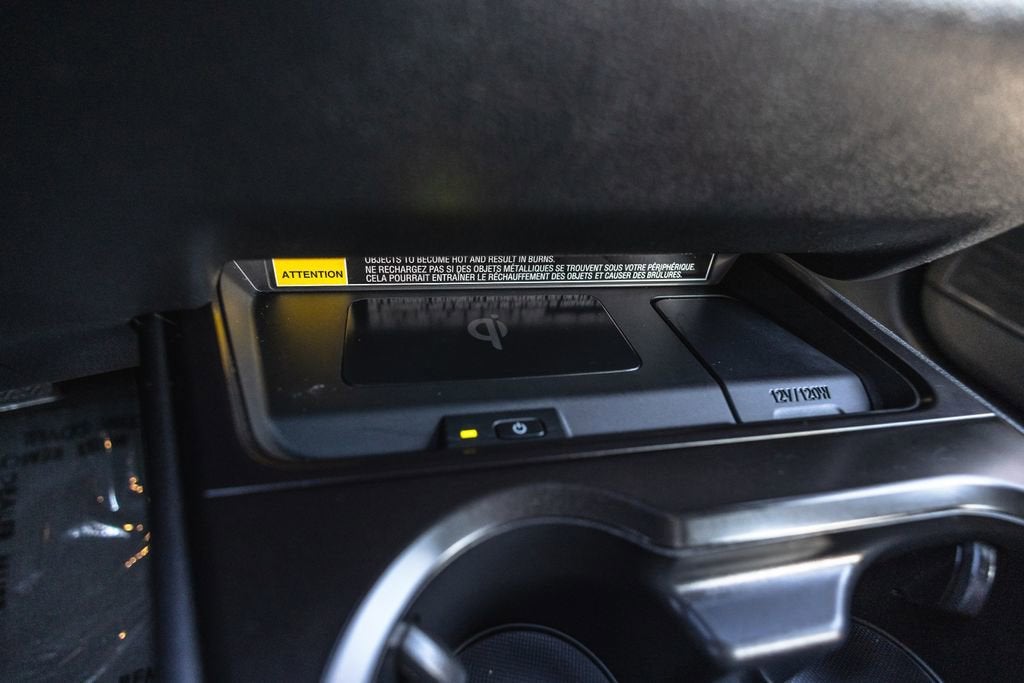 OBJECTS TO BECOME HOT AND RESULT IN BURNS.
ATTENTION
NE RECHARGEZ PAS SI DES OBJETS MÉTALLIQUES SE TROUVENT SOUS VOTRE PÉRIPHÉRIQUE.
CELA POURRAIT ENTRAÎNER LE RÉCHAUFFEMENT DES OBJETS ET CAUSER DES BRÛLURES.
qi
12V/120W